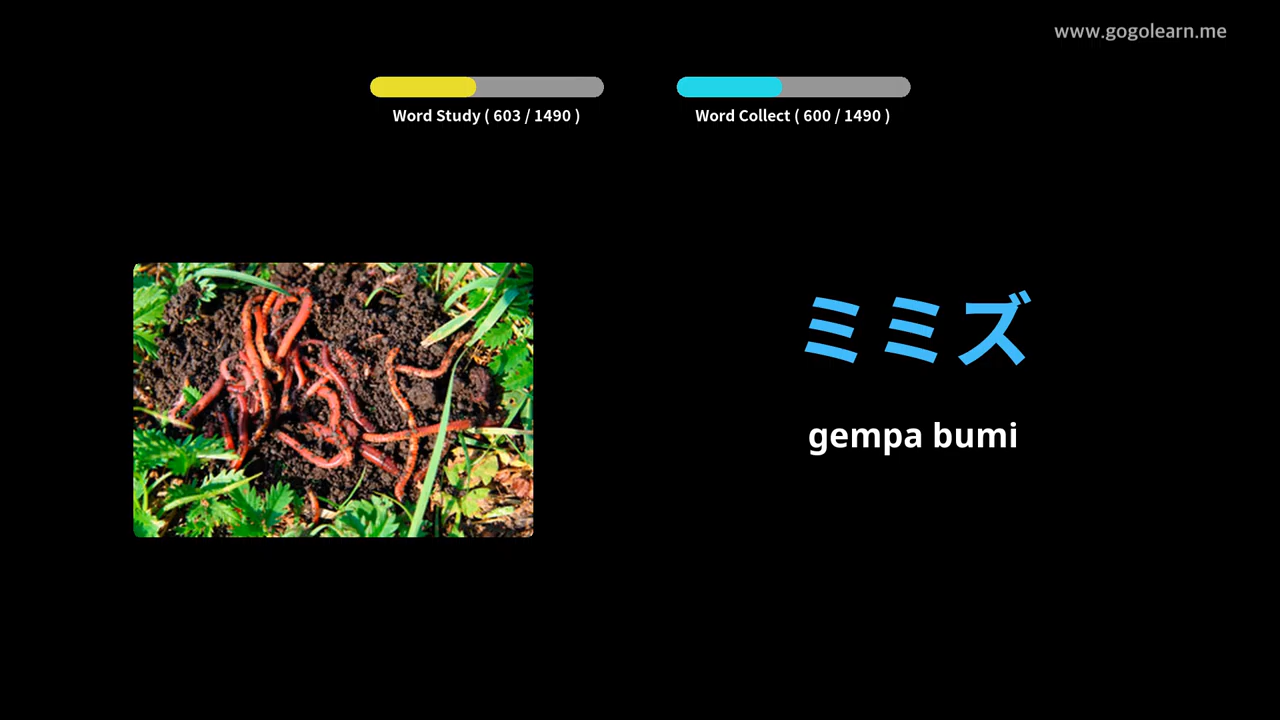 www.gogolearn.me
Word Study ( 603 / 1490 )
Word Collect ( 600 / 1490 )
ミミズ
gempa bumi